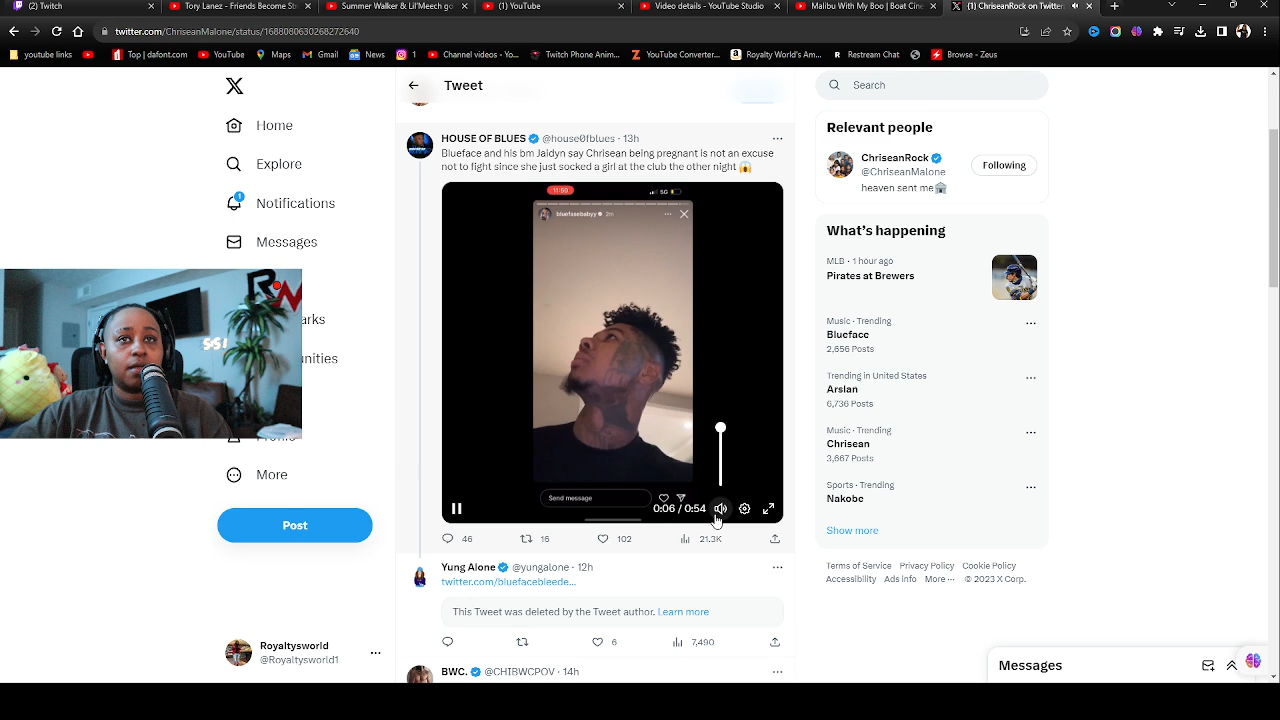 (2) Twitch
Tory Lanez - Friends Become St
Summer Walker & Lil'Meech go
(1) YouTube
Video details - YouTube Studio
Malibu With My Boo | Boat Cine
(1) ChriseanRock on Twitter:
twitter.com/ChriseanMalone/status/1688080630268272640
youtube links
Top | dafont.com
YouTube
Maps
Gmail
News
1
Channel videos - Yo...
Twitch Phone Anim...
YouTube Converter...
Royalty World's Am...
Restream Chat
Browse - Zeus
Tweet
Search
Home
Explore
1
Notifications
Messages
arks
unities
Profile
More
Post
Royaltysworld
@Royaltysworld1
HOUSE OF BLUES @house0fblues · 13h
Blueface and his bm Jaidyn say Chrisean being pregnant is not an excuse
not to fight since she just socked a girl at the club the other night 😱
11:50
5G
bluefasebabyy 2m
Send message
0:06 / 0:54
46
16
102
21.3K
Yung Alone @yungalone · 12h
twitter.com/bluefacebleede...
This Tweet was deleted by the Tweet author. Learn more
6
7,490
BWC. @CHIBWCPOV · 14h
Relevant people
ChriseanRock
@ChriseanMalone
Following
heaven sent me🏠
What's happening
MLB · 1 hour ago
Pirates at Brewers
Music · Trending
Blueface
2,656 Posts
Trending in United States
Arslan
6,736 Posts
Music · Trending
Chrisean
3,667 Posts
Sports · Trending
Nakobe
Show more
Terms of Service Privacy Policy Cookie Policy
Accessibility Ads info More ··· © 2023 X Corp.
Messages